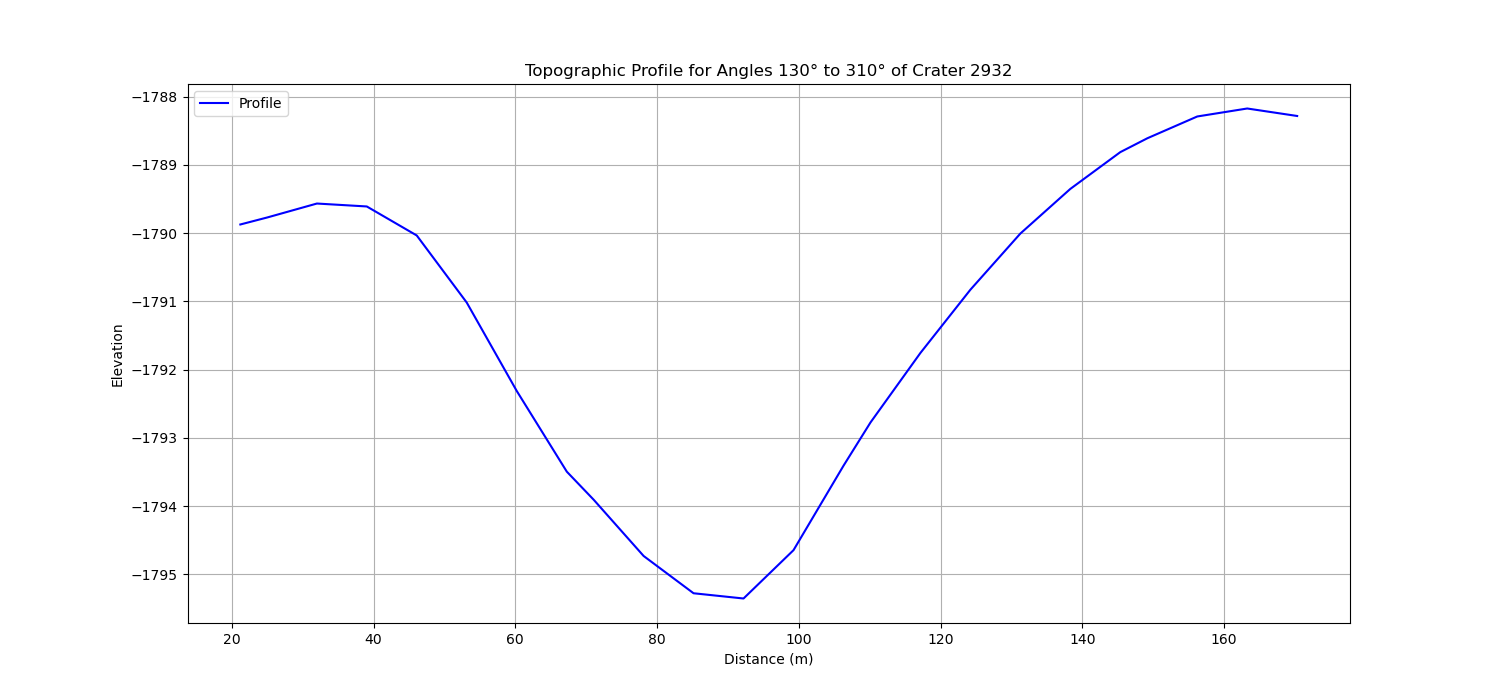 Topographic Profile for Angles 130° to 310° of Crater 2932
Profile
Elevation
−1788
−1789
−1790
−1791
−1792
−1793
−1794
−1795
20 40 60 80 100 120 140 160
Distance (m)